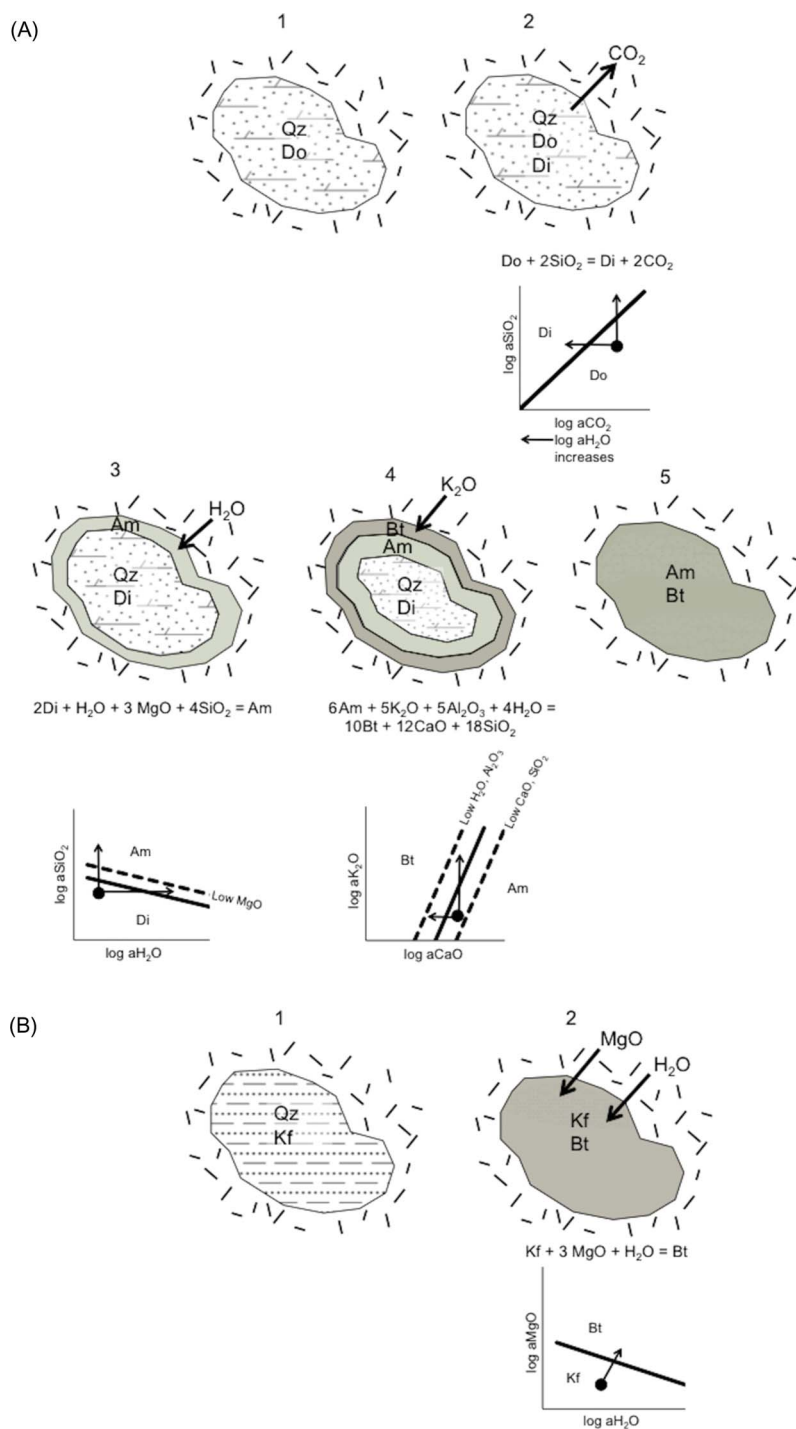 (A)
1
Qz
Do
2
CO₂
Qz
Do
Di
Do + 2SiO₂ = Di + 2CO₂
log aSiO₂
Di
Do
log aCO₂
log aH₂O
increases
3
H₂O
Am
Qz
Di
2Di + H₂O + 3 MgO + 4SiO₂ = Am
log aSiO₂
Am
Low MgO
Di
log aH₂O
4
K₂O
Bt
Am
Qz
Di
6Am + 5K₂O + 5Al₂O₃ + 4H₂O =
10Bt + 12CaO + 18SiO₂
Low H₂O, Al₂O₃
Low CaO, SiO₂
log aK₂O
Bt
Am
log aCaO
5
Am
Bt
(B)
1
Qz
Kf
2
MgO
H₂O
Kf
Bt
Kf + 3 MgO + H₂O = Bt
log aMgO
Bt
Kf
log aH₂O